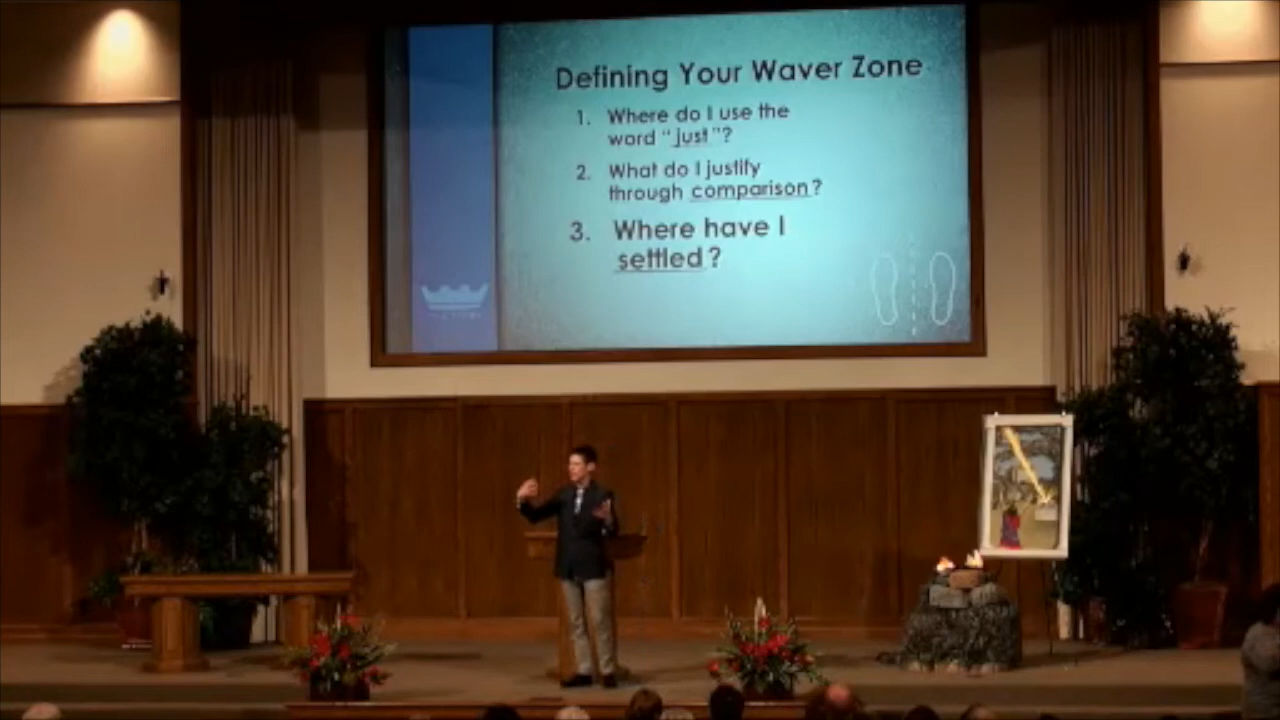 Defining Your Waver Zone
1. Where do I use the
word "just"?
2. What do I justify
through comparison?
3. Where have I
settled?